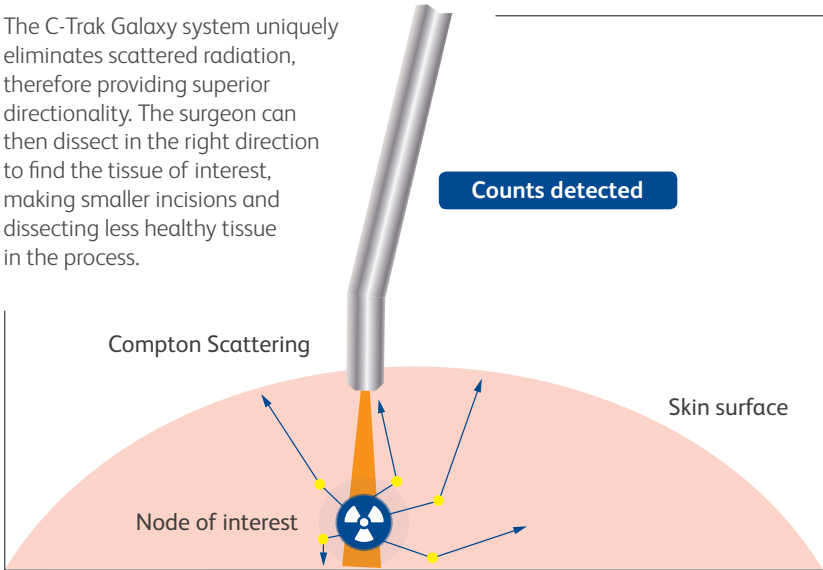 The C-Trak Galaxy system uniquely
eliminates scattered radiation,
therefore providing superior
directionality. The surgeon can
then dissect in the right direction
to find the tissue of interest,
making smaller incisions and
dissecting less healthy tissue
in the process.
Counts detected
Compton Scattering
Skin surface
Node of interest